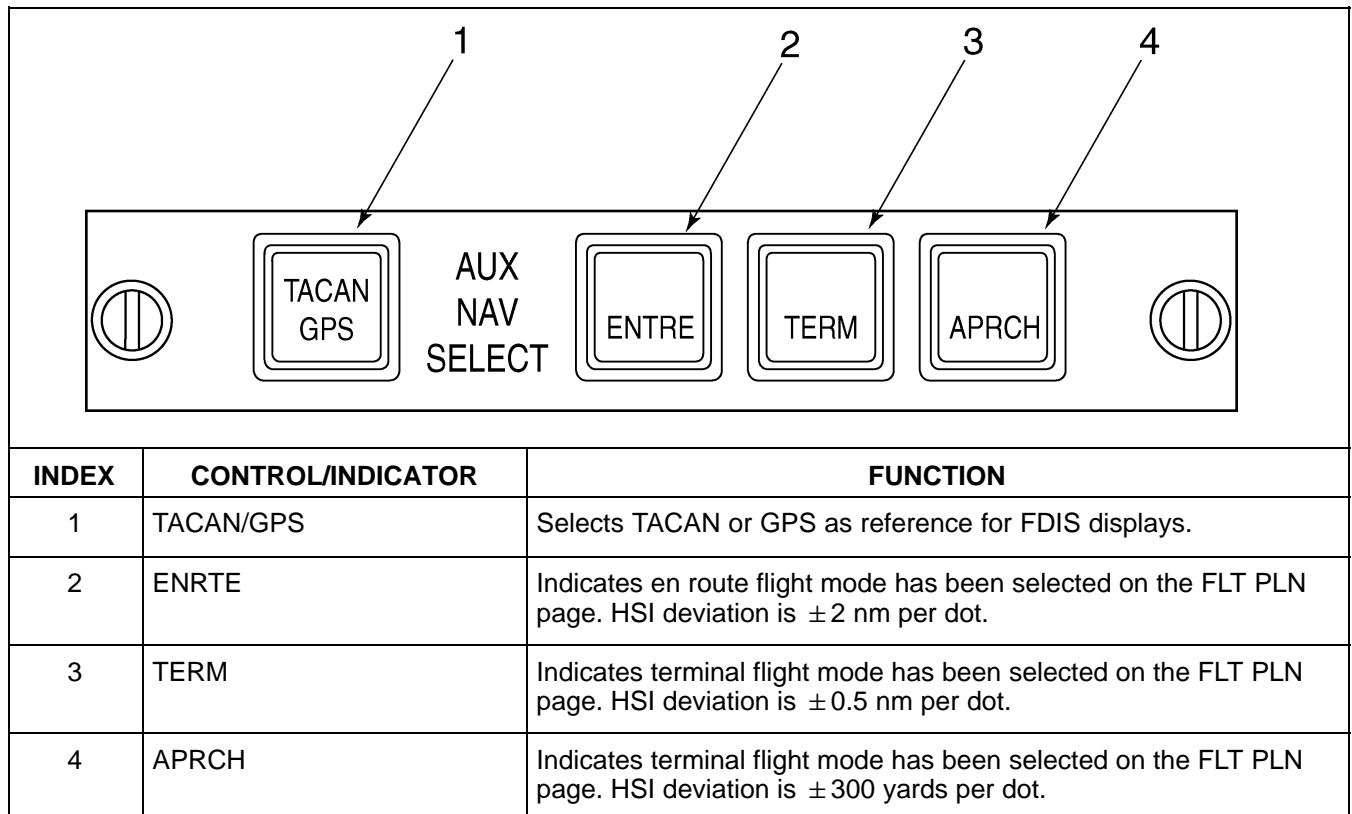 1 2 3 4
TACAN
GPS
AUX
NAV
SELECT
ENTRE
TERM
APRCH
INDEX CONTROL/INDICATOR FUNCTION
1 TACAN/GPS Selects TACAN or GPS as reference for FDIS displays.
2 ENRTE Indicates en route flight mode has been selected on the FLT PLN
page. HSI deviation is ±2 nm per dot.
3 TERM Indicates terminal flight mode has been selected on the FLT PLN
page. HSI deviation is ±0.5 nm per dot.
4 APRCH Indicates terminal flight mode has been selected on the FLT PLN
page. HSI deviation is ±300 yards per dot.